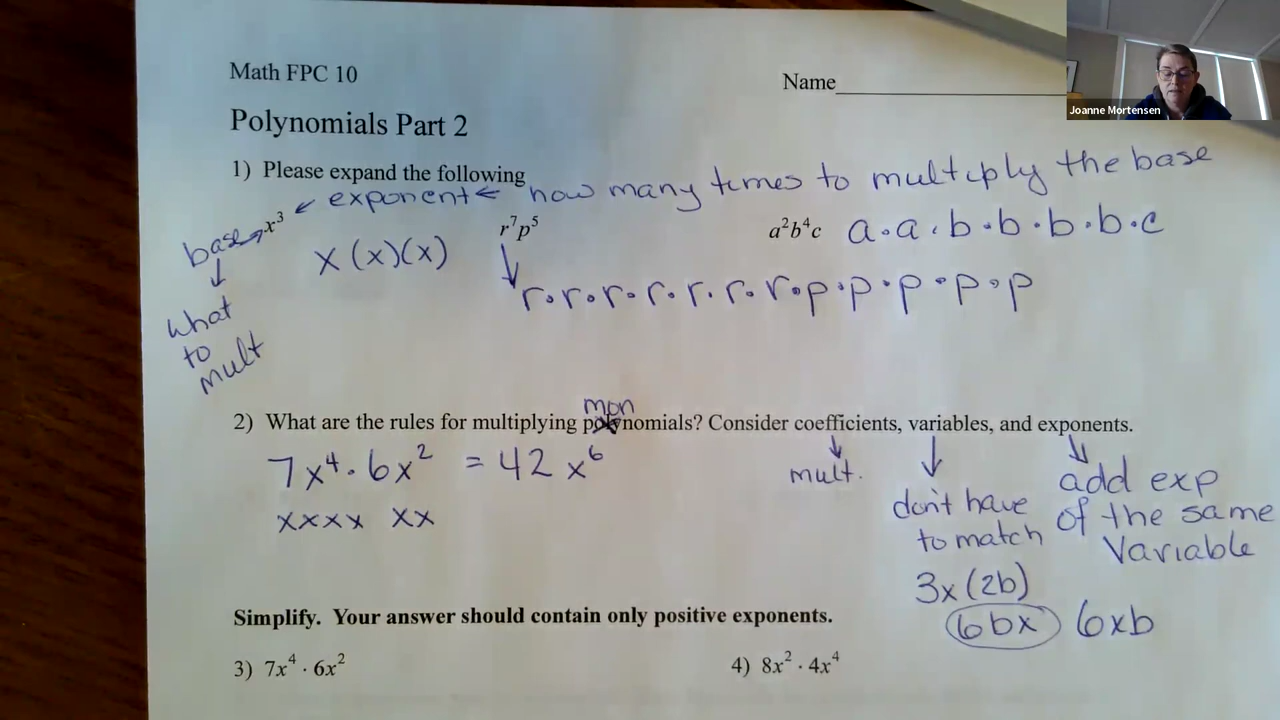 Math FPC 10
Name
Joanne Mortensen
Polynomials Part 2
1) Please expand the following
← exponent ← how many times to multiply the base
base → x³
r⁷p⁵
a²b⁴c a·a·b·b·b·b·c
x(x)(x)
r·r·r·r·r·r·r·p·p·p·p·p
what
to
mult
mon
2) What are the rules for multiplying polynomials? Consider coefficients, variables, and exponents.
7x⁴·6x² = 42x⁶
mult.
xxxx xx
don't have
to match
add exp
of the same
variable
3x(2b)
6bx 6xb
Simplify. Your answer should contain only positive exponents.
3) 7x⁴ · 6x²
4) 8x² · 4x⁴